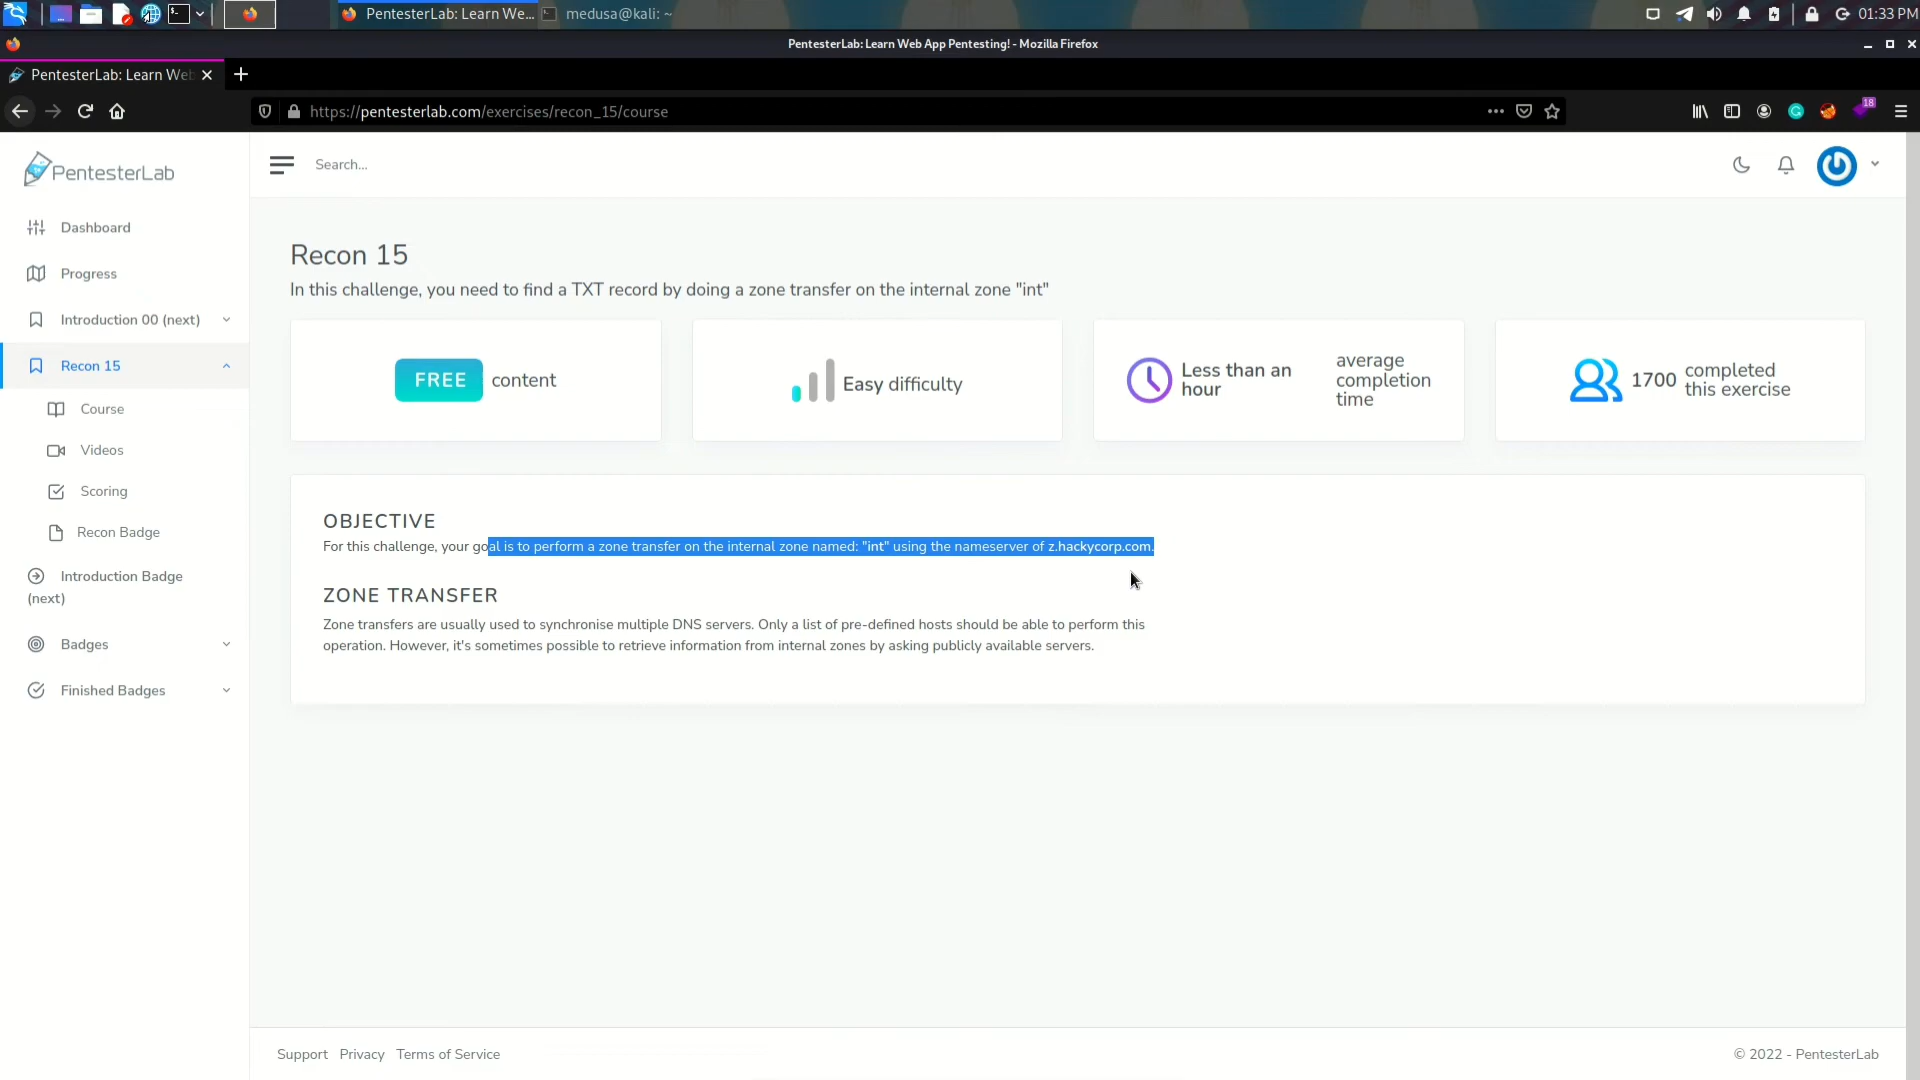 PentesterLab: Learn We...
medusa@kali: ~
01:33 PM
PentesterLab: Learn Web App Pentesting! - Mozilla Firefox
PentesterLab: Learn Web
https://pentesterlab.com/exercises/recon_15/course
18
PentesterLab
Search...
Dashboard
Progress
Introduction 00 (next)
Recon 15
Course
Videos
Scoring
Recon Badge
Introduction Badge
(next)
Badges
Finished Badges
Recon 15
In this challenge, you need to find a TXT record by doing a zone transfer on the internal zone "int"
FREE content
Easy difficulty
Less than an
hour
average
completion
time
1700 completed
this exercise
OBJECTIVE
For this challenge, your goal is to perform a zone transfer on the internal zone named: "int" using the nameserver of z.hackycorp.com.
ZONE TRANSFER
Zone transfers are usually used to synchronise multiple DNS servers. Only a list of pre-defined hosts should be able to perform this
operation. However, it's sometimes possible to retrieve information from internal zones by asking publicly available servers.
Support Privacy Terms of Service
© 2022 - PentesterLab